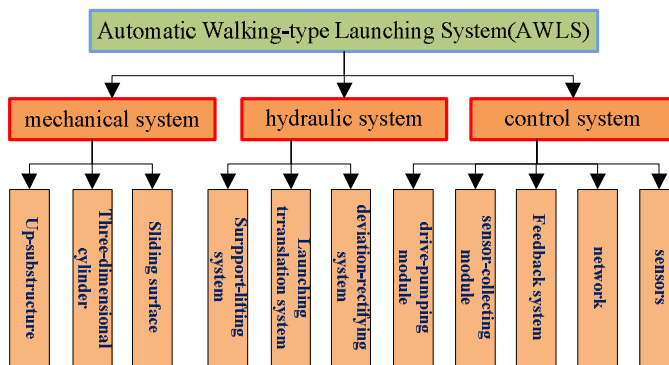 Automatic Walking-type Launching System(AWLS)
mechanical system
hydraulic system
control system
Up-substructure
Three-dimensional
cylinder
Sliding surface
Surpport-lifting
system
Launching
trranslation system
deviation-rectifying
system
drive-pumping
module
sensor-collecting
module
Feedback system
network
sensors